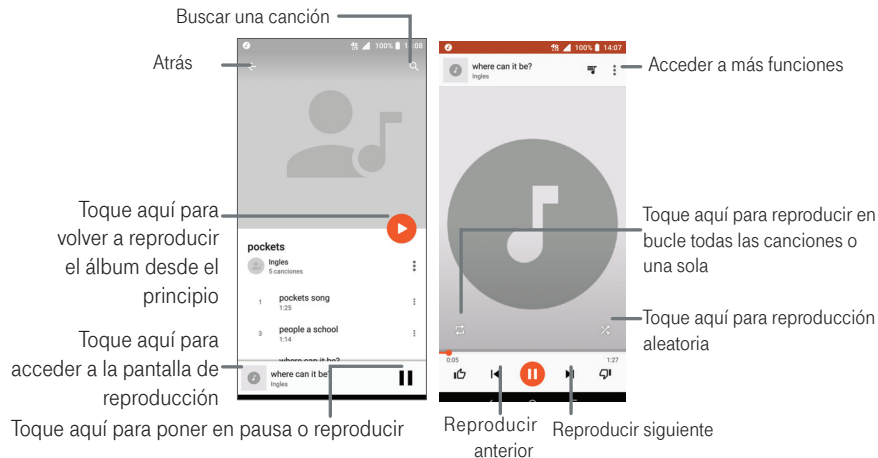 Buscar una canción
Atrás
4G 100% 14:08
Toque aquí para
volver a reproducir
el álbum desde el
principio
pockets
Ingles
5 canciones
1 pockets song
1:25
3 people a school
1:14
where can it be?
Toque aquí para
acceder a la pantalla de
reproducción
where can it be?
Ingles
Toque aquí para poner en pausa o reproducir
100% 14:07
where can it be?
Ingles
Acceder a más funciones
Toque aquí para reproducir en
bucle todas las canciones o
una sola
Toque aquí para reproducción
aleatoria
0:05 1:27
Reproducir
anterior
Reproducir siguiente